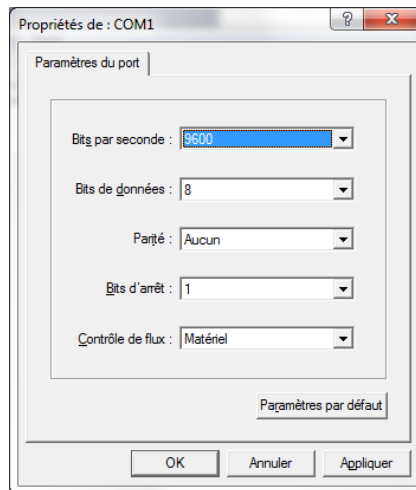 Propriétés de : COM1
Paramètres du port
Bits par seconde : 9600
Bits de données : 8
Parité : Aucun
Bits d'arrêt : 1
Contrôle de flux : Matériel
Paramètres par défaut
OK Annuler Appliquer